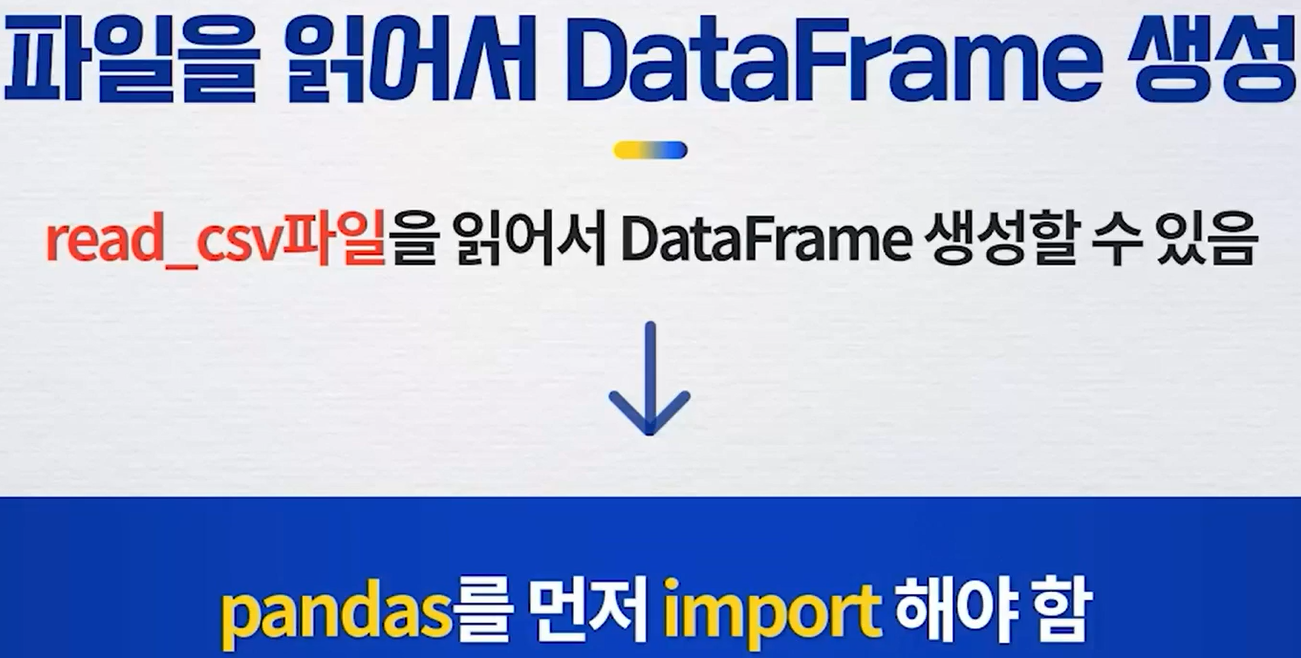 파일을 읽어서 DataFrame 생성
read_csv파일을 읽어서 DataFrame 생성할 수 있음
pandas를 먼저 import 해야 함